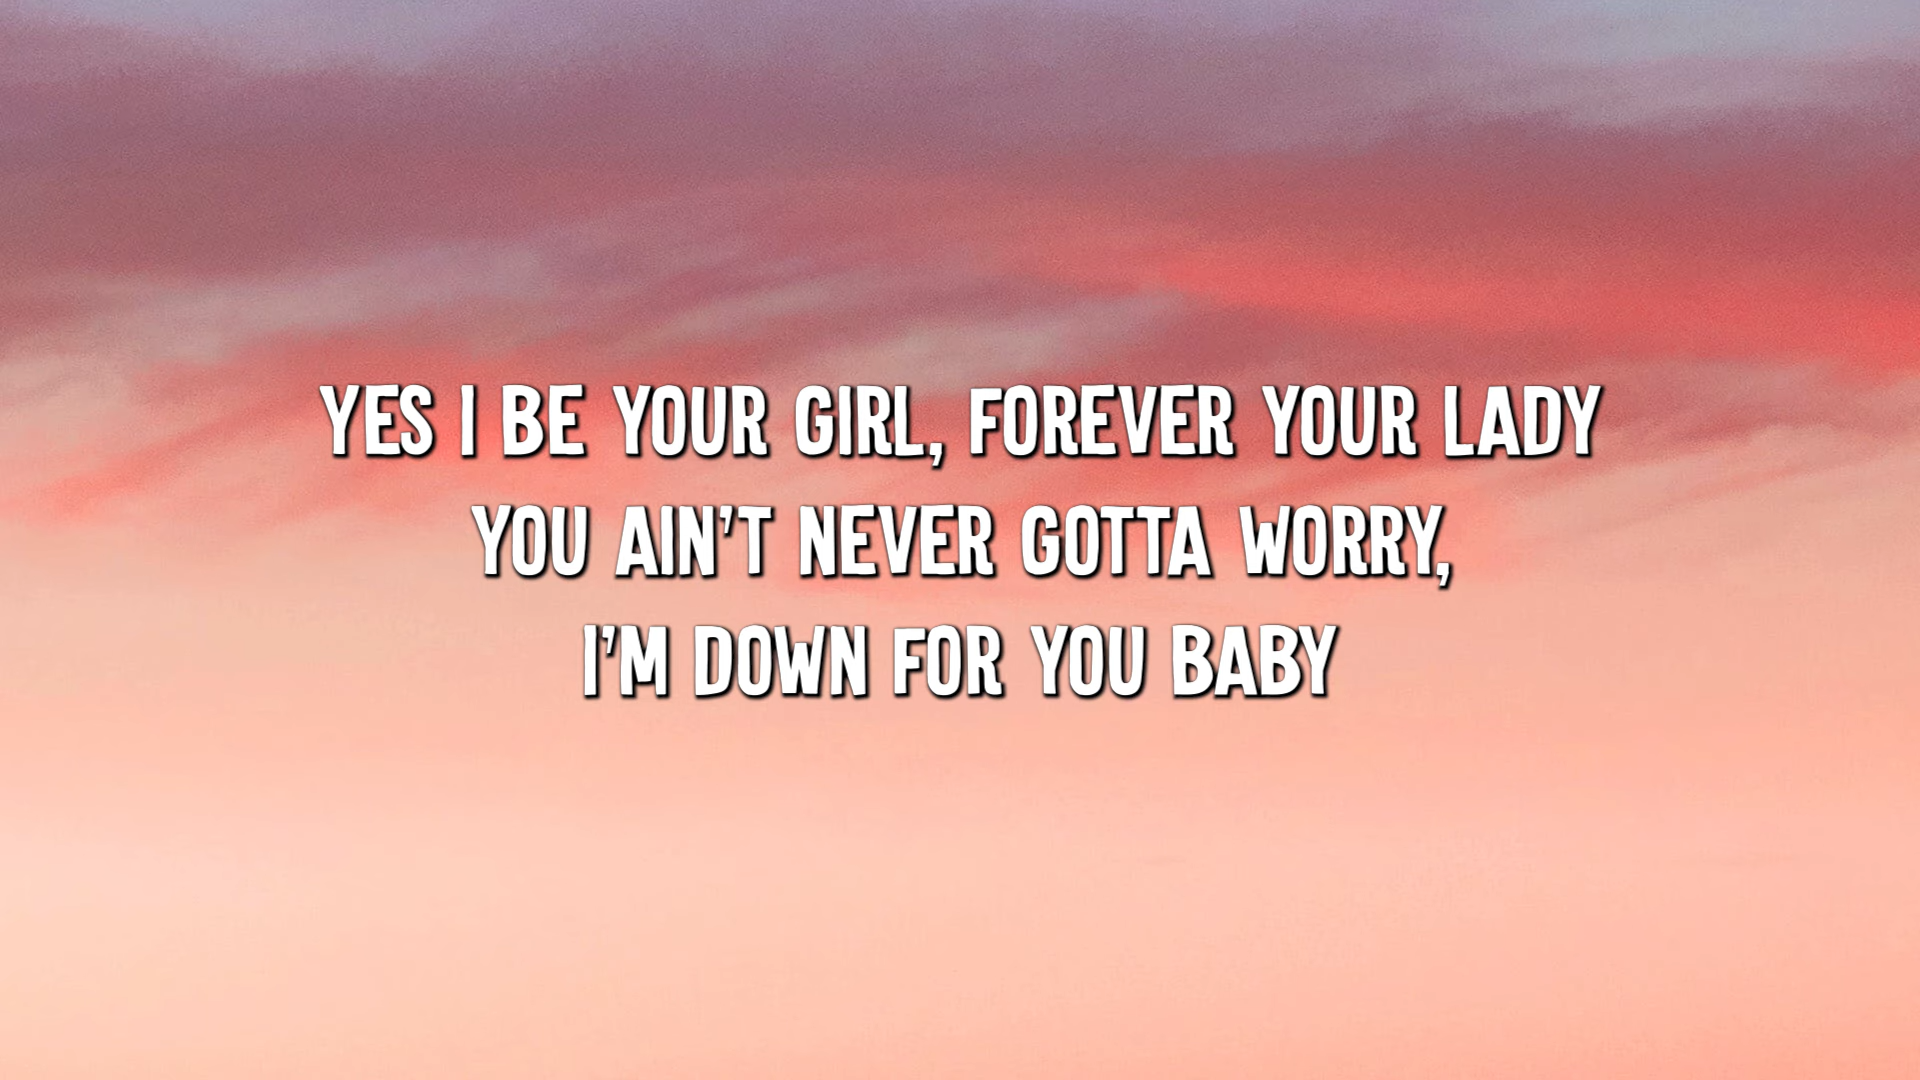 YES I BE YOUR GIRL, FOREVER YOUR LADY
YOU AIN'T NEVER GOTTA WORRY,
I'M DOWN FOR YOU BABY